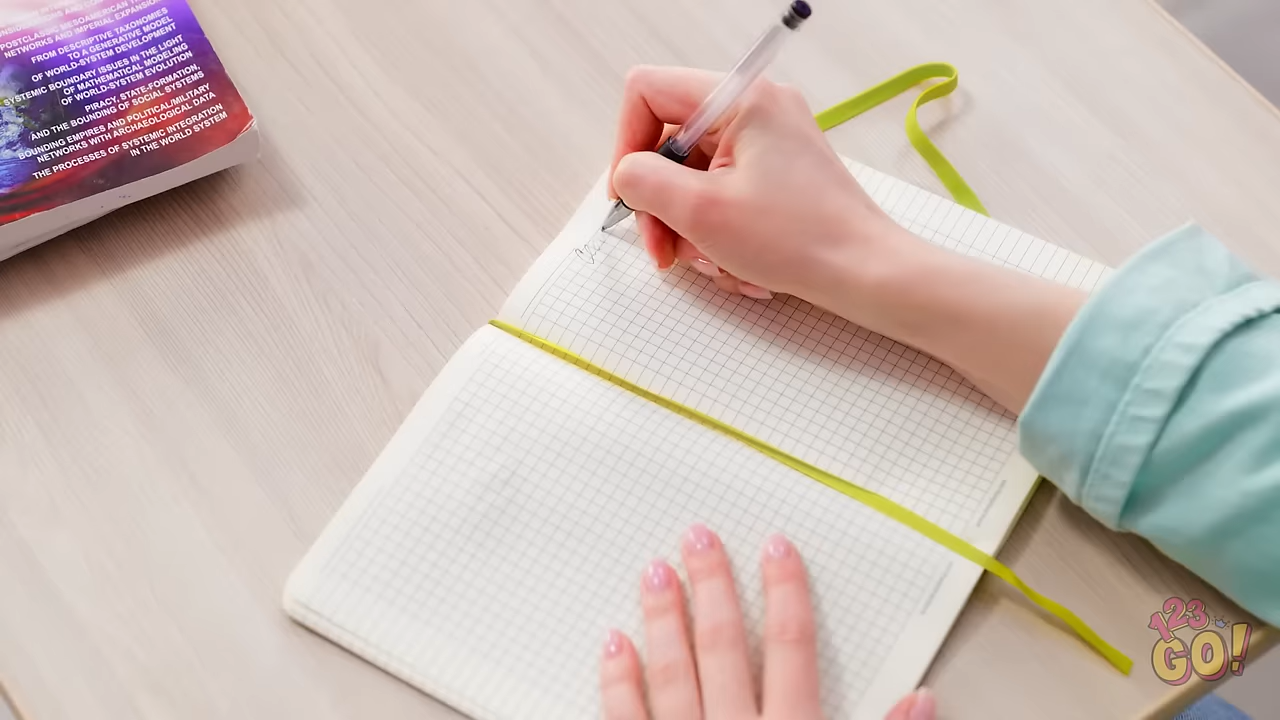 POSTCLASSIC MESOAMERICAN
NETWORKS AND IMPERIAL EXPANSION
FROM DESCRIPTIVE TAXONOMIES
TO A GENERATIVE MODEL
OF WORLD-SYSTEM DEVELOPMENT
SYSTEMIC BOUNDARY ISSUES IN THE LIGHT
OF MATHEMATICAL MODELING
OF WORLD-SYSTEM EVOLUTION
PIRACY, STATE-FORMATION,
AND THE BOUNDING OF SOCIAL SYSTEMS
BOUNDING EMPIRES AND POLITICAL/MILITARY
NETWORKS WITH ARCHAEOLOGICAL DATA
THE PROCESSES OF SYSTEMIC INTEGRATION
IN THE WORLD SYSTEM
123
GO!